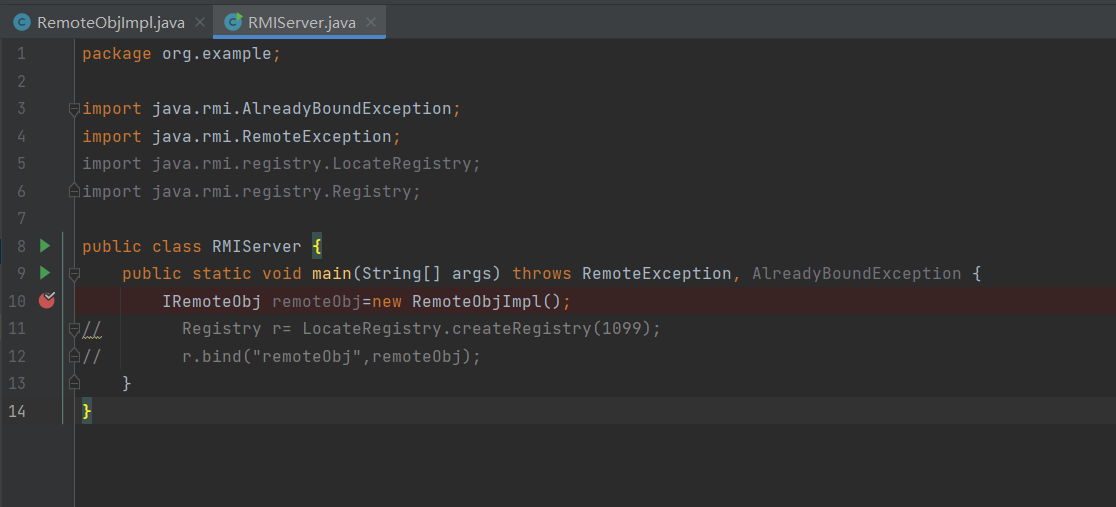 RemoteObjImpl.java RMIServer.java
1 package org.example;
2
3 import java.rmi.AlreadyBoundException;
4 import java.rmi.RemoteException;
5 import java.rmi.registry.LocateRegistry;
6 import java.rmi.registry.Registry;
7
8 public class RMIServer {
9 public static void main(String[] args) throws RemoteException, AlreadyBoundException {
10 IRemoteObj remoteObj=new RemoteObjImpl();
11 // Registry r= LocateRegistry.createRegistry(1099);
12 // r.bind("remoteObj",remoteObj);
13 }
14 }